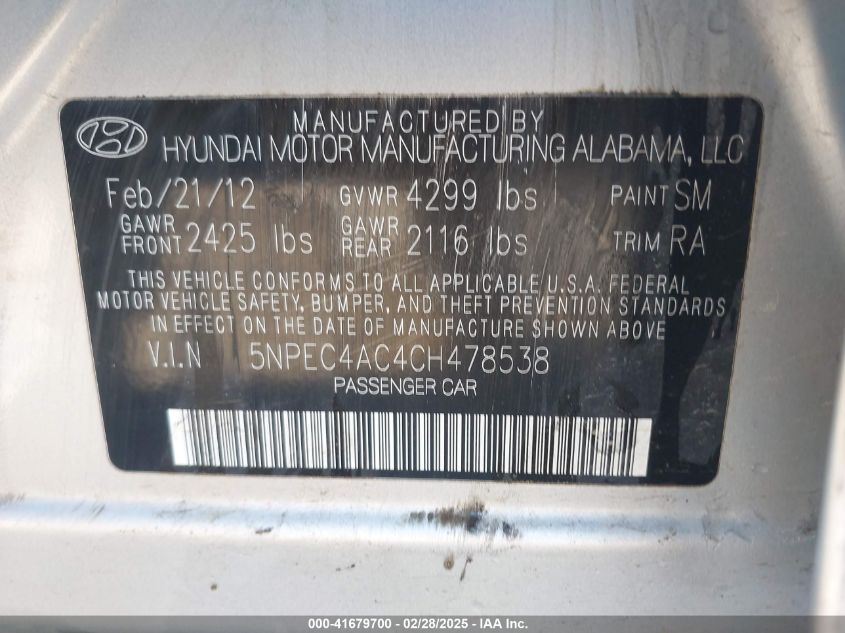 MANUFACTURED BY
HYUNDAI MOTOR MANUFACTURING ALABAMA, LLC
Feb/21/12 GVWR 4299 lbs PAINT SM
GAWR FRONT 2425 lbs GAWR REAR 2116 lbs TRIM RA
THIS VEHICLE CONFORMS TO ALL APPLICABLE U.S.A. FEDERAL
MOTOR VEHICLE SAFETY, BUMPER, AND THEFT PREVENTION STANDARDS
IN EFFECT ON THE DATE OF MANUFACTURE SHOWN ABOVE.
V.I.N 5NPEC4AC4CH478538
PASSENGER CAR
000-41679700 - 02/28/2025 - IAA Inc.